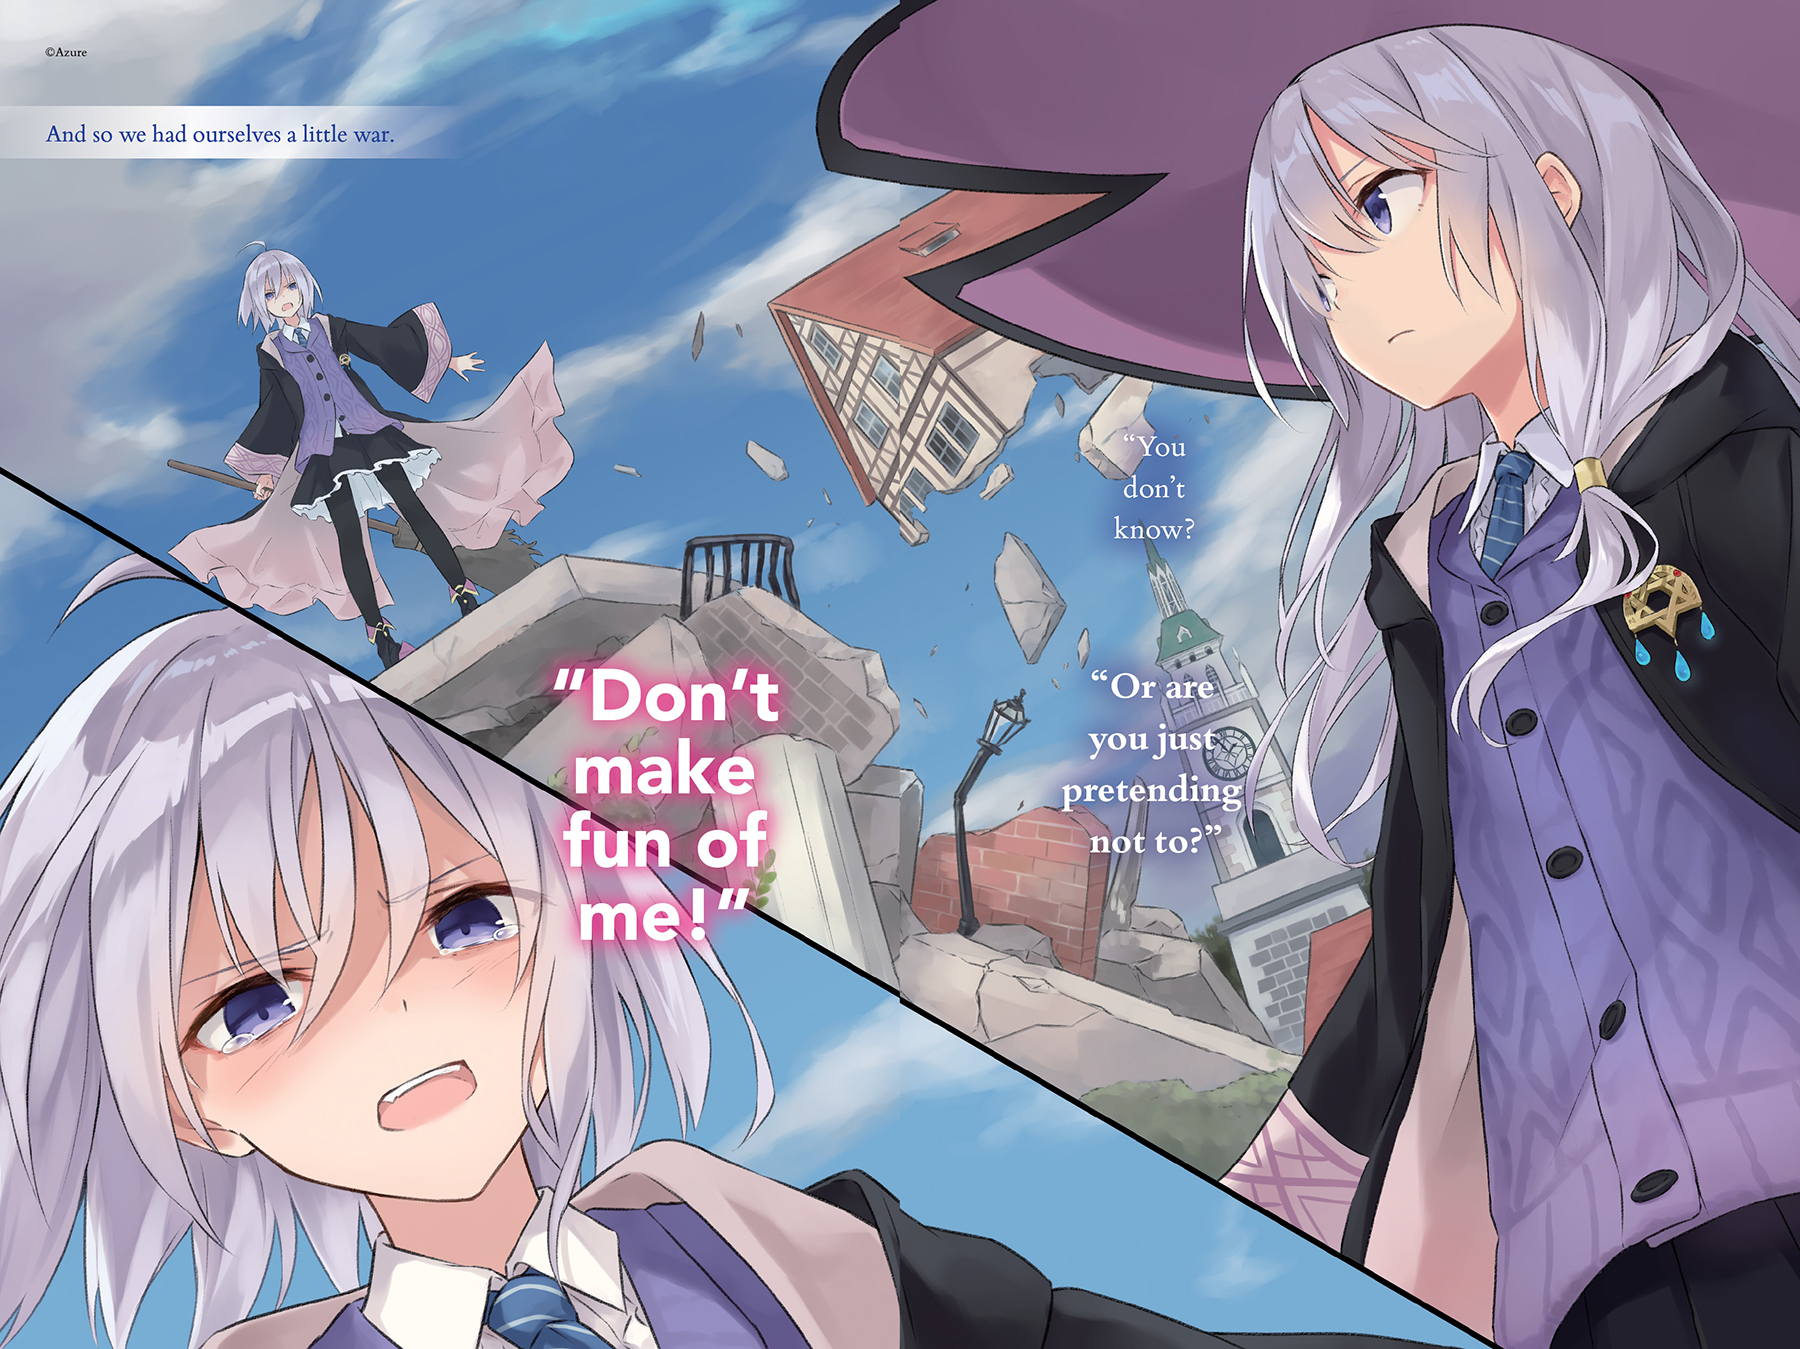 ©Azure
And so we had ourselves a little war.
“You
don’t
know?
“Or are
you just
pretending
not to?”
“Don’t
make
fun of
me!”